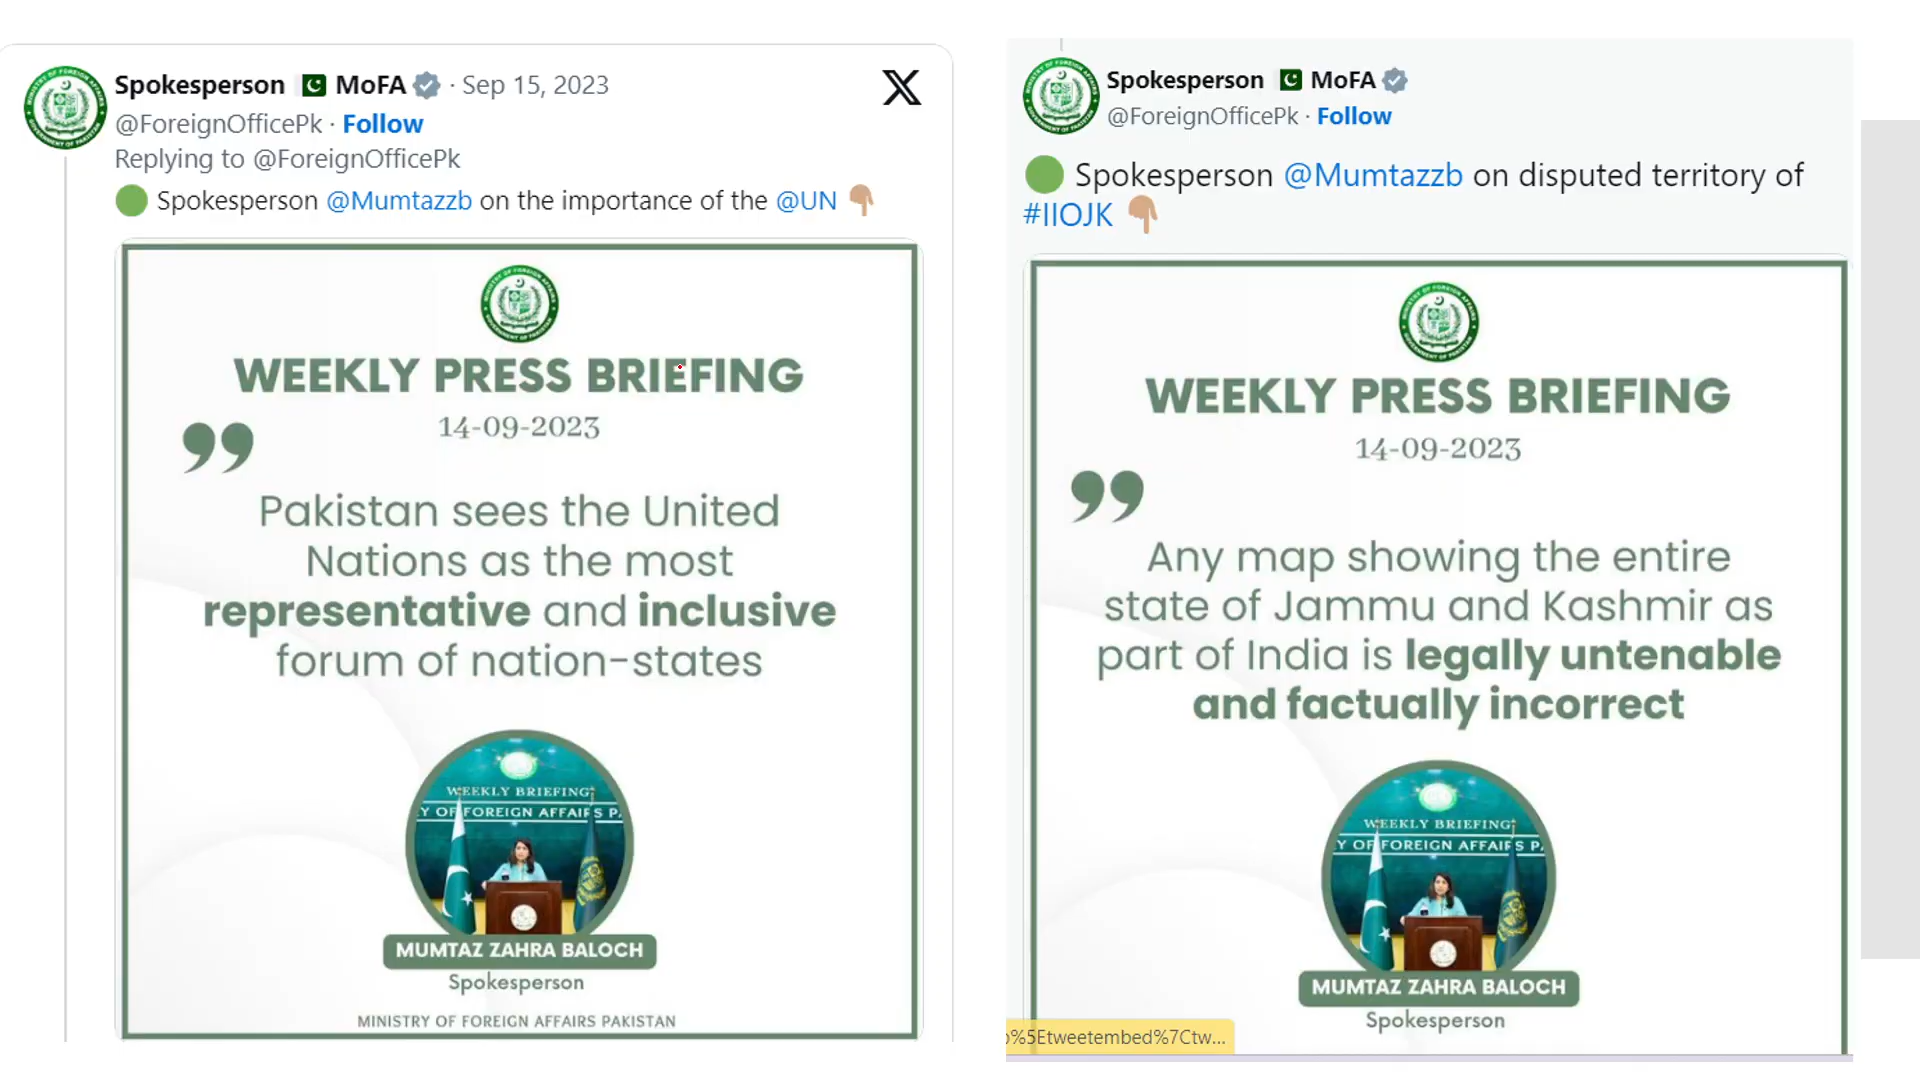 Spokesperson 🇵🇰 MoFA · Sep 15, 2023
@ForeignOfficePk · Follow
Replying to @ForeignOfficePk
🟢 Spokesperson @Mumtazzb on the importance of the @UN 👇🏽
WEEKLY PRESS BRIEFING
14-09-2023
Pakistan sees the United
Nations as the most
representative and inclusive
forum of nation-states
WEEKLY BRIEFING
Y OF FOREIGN AFFAIRS PA
MUMTAZ ZAHRA BALOCH
Spokesperson
MINISTRY OF FOREIGN AFFAIRS PAKISTAN
Spokesperson 🇵🇰 MoFA
@ForeignOfficePk · Follow
🟢 Spokesperson @Mumtazzb on disputed territory of
#IIOJK 👇🏽
WEEKLY PRESS BRIEFING
14-09-2023
Any map showing the entire
state of Jammu and Kashmir as
part of India is legally untenable
and factually incorrect
WEEKLY BRIEFING
Y OF FOREIGN AFFAIRS PA
MUMTAZ ZAHRA BALOCH
Spokesperson
%5Etweetembed%7Ctw...